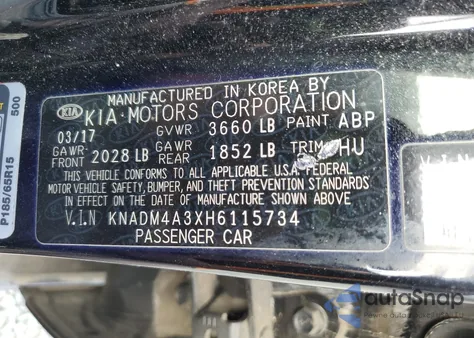 MANUFACTURED IN KOREA BY
KIA KIA MOTORS CORPORATION
03/17 GVWR 3660 LB PAINT ABP
GAWR FRONT 2028 LB GAWR REAR 1852 LB TRIM HU
THIS VEHICLE CONFORMS TO ALL APPLICABLE U.S.A. FEDERAL
MOTOR VEHICLE SAFETY, BUMPER, AND THEFT PREVENTION STANDARDS
IN EFFECT ON THE DATE OF MANUFACTURE SHOWN ABOVE
V.I.N KNADM4A3XH6115734
PASSENGER CAR
P185/65R15
500
V.I.N
autoSnap